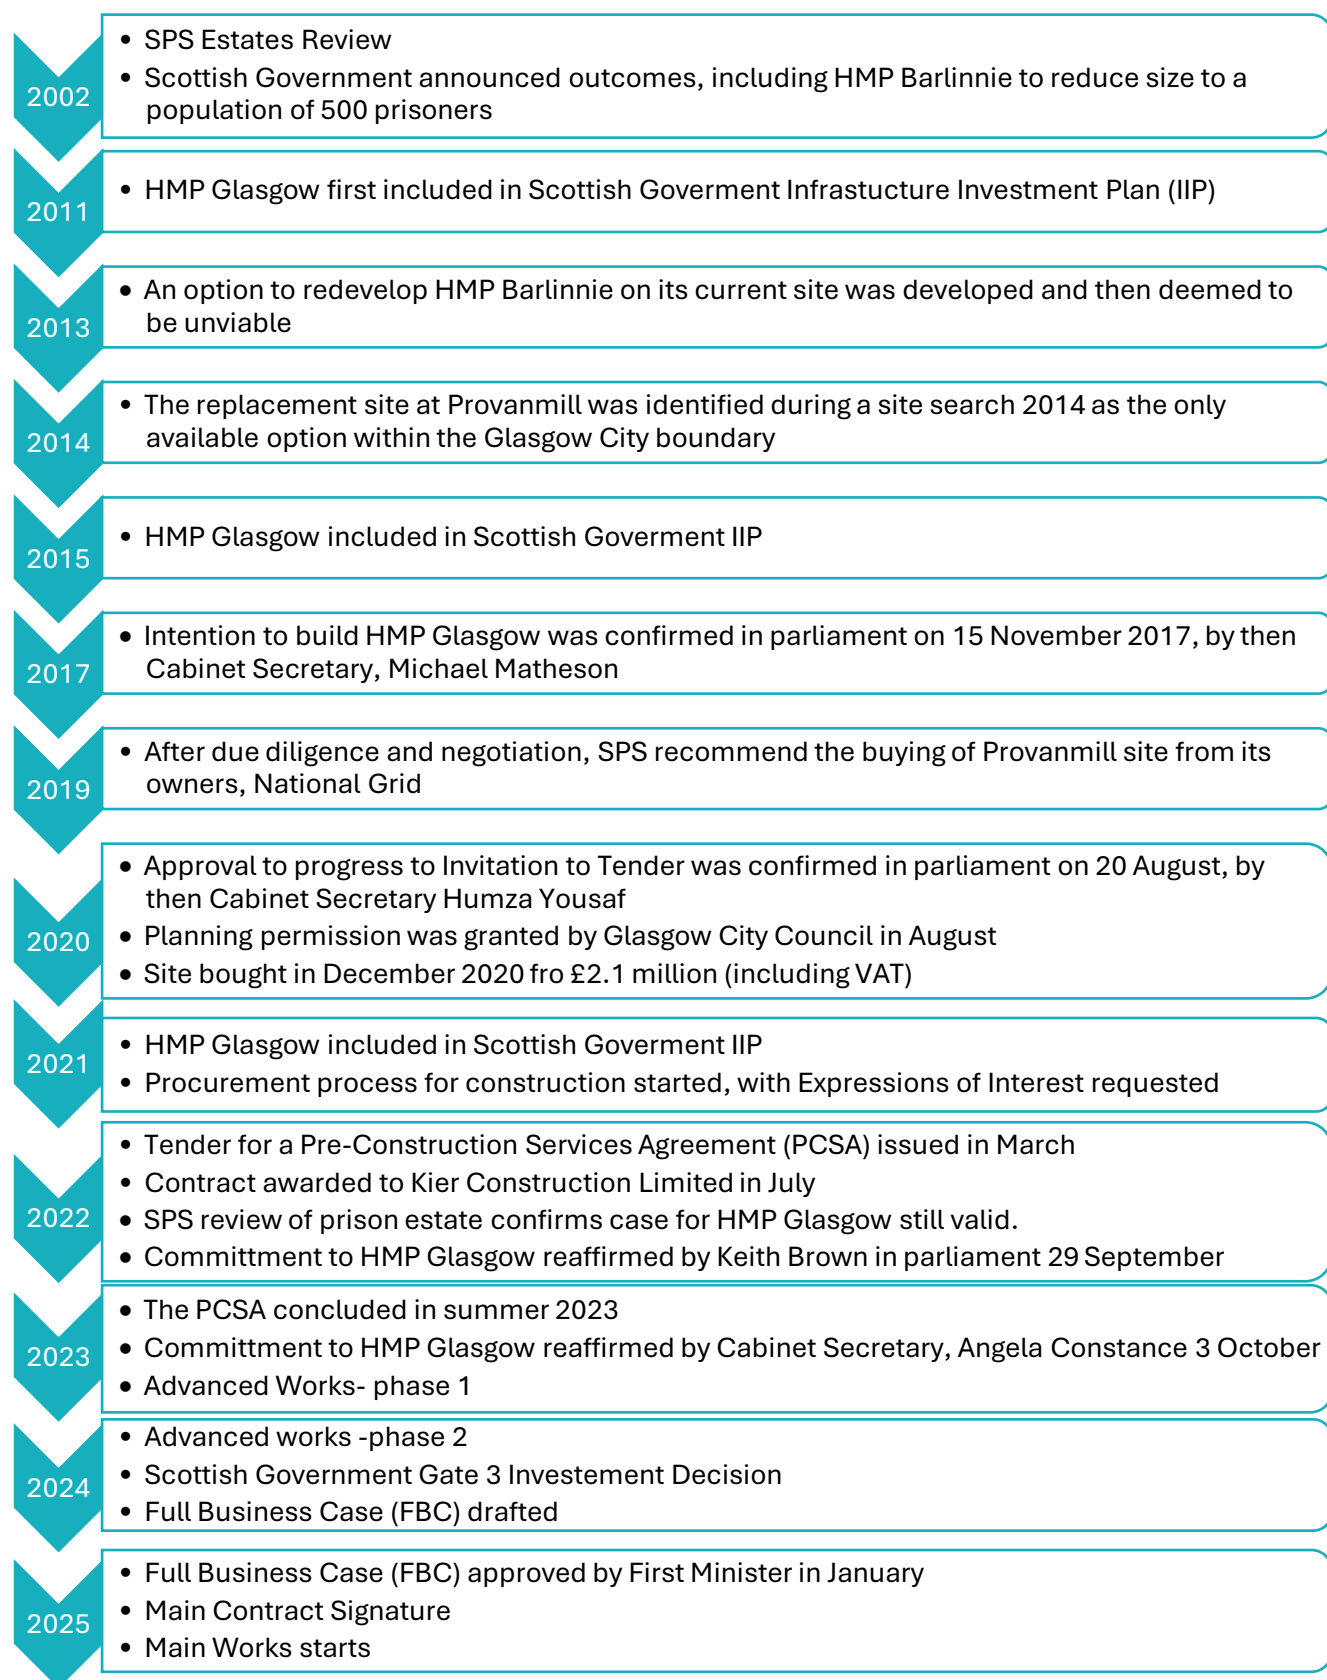 2002
• SPS Estates Review
• Scottish Government announced outcomes, including HMP Barlinnie to reduce size to a
population of 500 prisoners
2011
• HMP Glasgow first included in Scottish Goverment Infrastucture Investment Plan (IIP)
2013
• An option to redevelop HMP Barlinnie on its current site was developed and then deemed to
be unviable
2014
• The replacement site at Provanmill was identified during a site search 2014 as the only
available option within the Glasgow City boundary
2015
• HMP Glasgow included in Scottish Goverment IIP
2017
• Intention to build HMP Glasgow was confirmed in parliament on 15 November 2017, by then
Cabinet Secretary, Michael Matheson
2019
• After due diligence and negotiation, SPS recommend the buying of Provanmill site from its
owners, National Grid
2020
• Approval to progress to Invitation to Tender was confirmed in parliament on 20 August, by
then Cabinet Secretary Humza Yousaf
• Planning permission was granted by Glasgow City Council in August
• Site bought in December 2020 fro £2.1 million (including VAT)
2021
• HMP Glasgow included in Scottish Goverment IIP
• Procurement process for construction started, with Expressions of Interest requested
2022
• Tender for a Pre-Construction Services Agreement (PCSA) issued in March
• Contract awarded to Kier Construction Limited in July
• SPS review of prison estate confirms case for HMP Glasgow still valid.
• Committment to HMP Glasgow reaffirmed by Keith Brown in parliament 29 September
2023
• The PCSA concluded in summer 2023
• Committment to HMP Glasgow reaffirmed by Cabinet Secretary, Angela Constance 3 October
• Advanced Works- phase 1
2024
• Advanced works -phase 2
• Scottish Government Gate 3 Investement Decision
• Full Business Case (FBC) drafted
2025
• Full Business Case (FBC) approved by First Minister in January
• Main Contract Signature
• Main Works starts